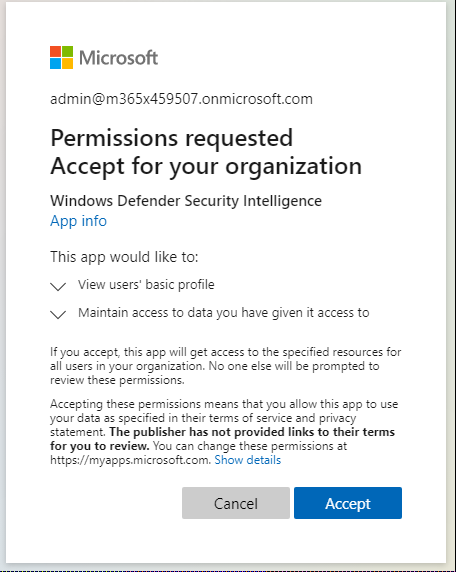 Microsoft
admin@m365x459507.onmicrosoft.com
Permissions requested
Accept for your organization
Windows Defender Security Intelligence
App info
This app would like to:
View users' basic profile
Maintain access to data you have given it access to
If you accept, this app will get access to the specified resources for
all users in your organization. No one else will be prompted to
review these permissions.
Accepting these permissions means that you allow this app to use
your data as specified in their terms of service and privacy
statement. The publisher has not provided links to their terms
for you to review. You can change these permissions at
https://myapps.microsoft.com. Show details
Cancel
Accept